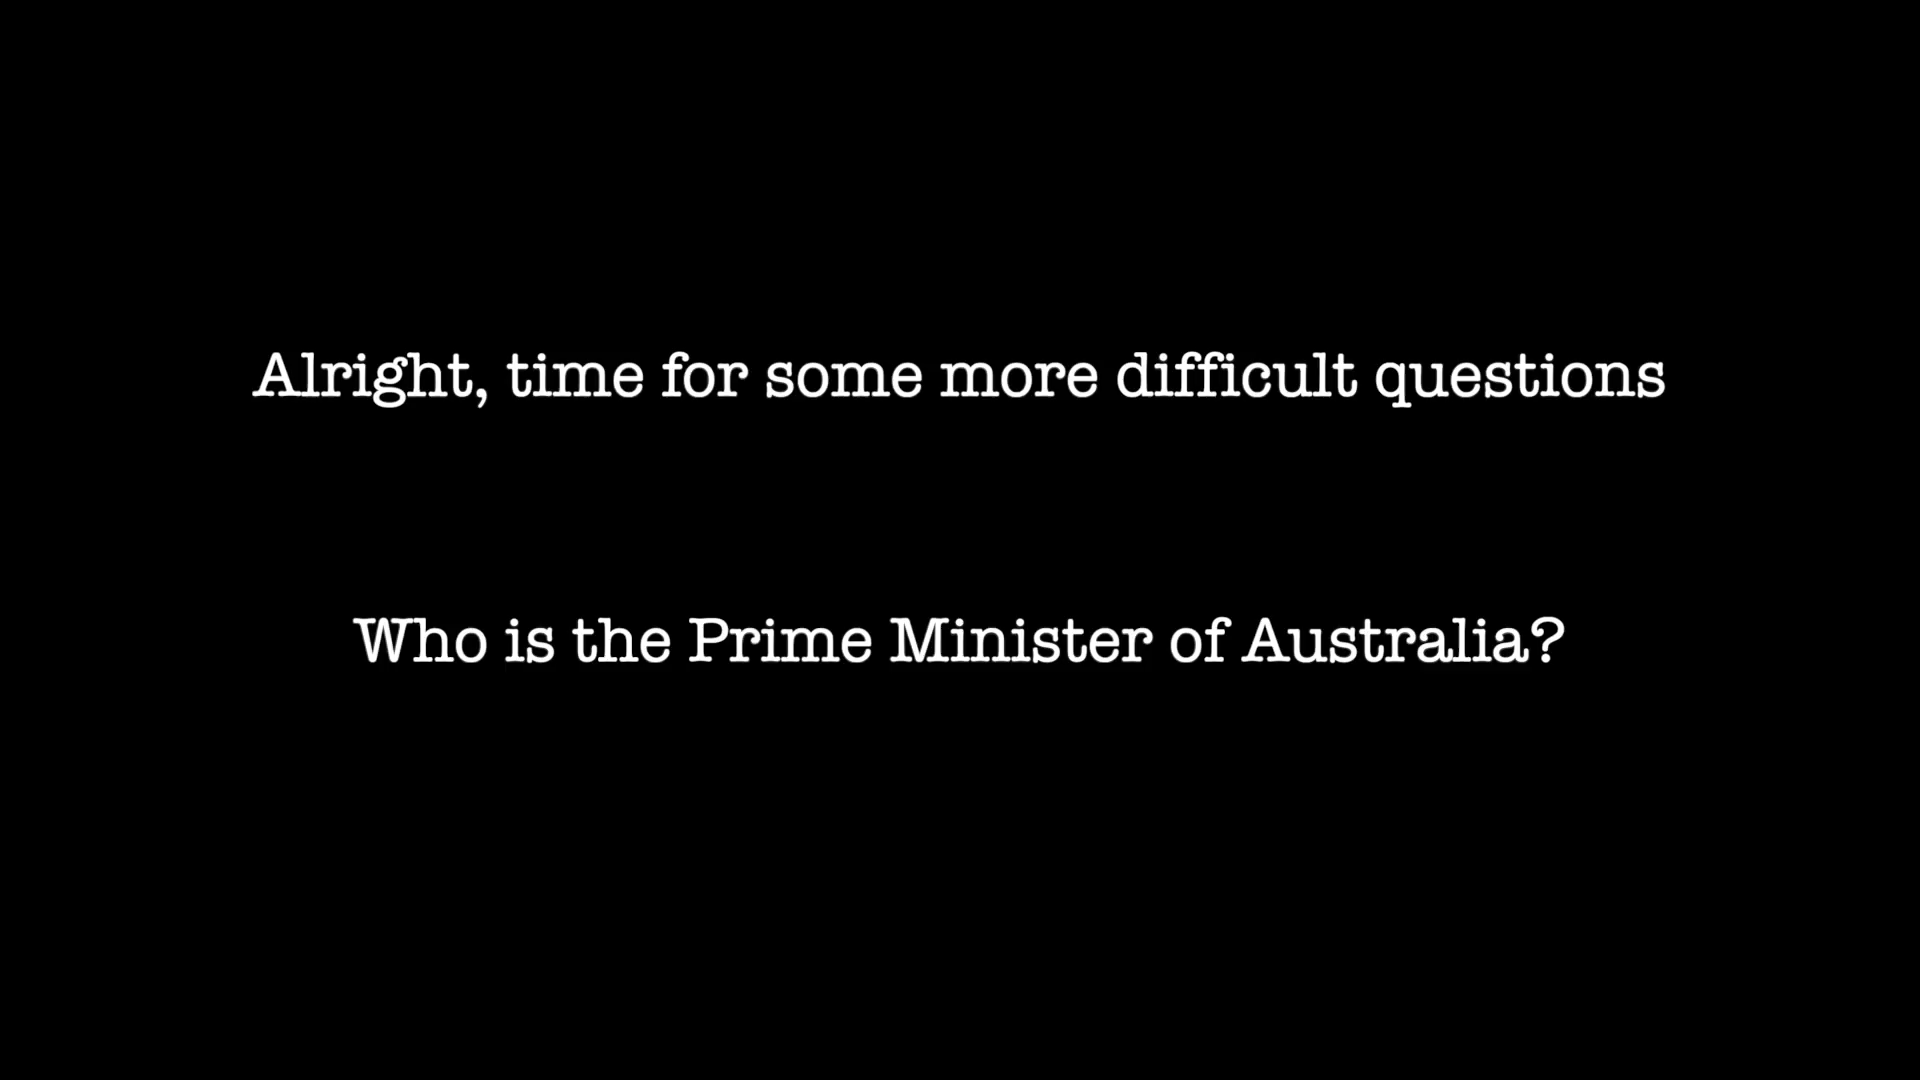 Alright, time for some more difficult questions
Who is the Prime Minister of Australia?